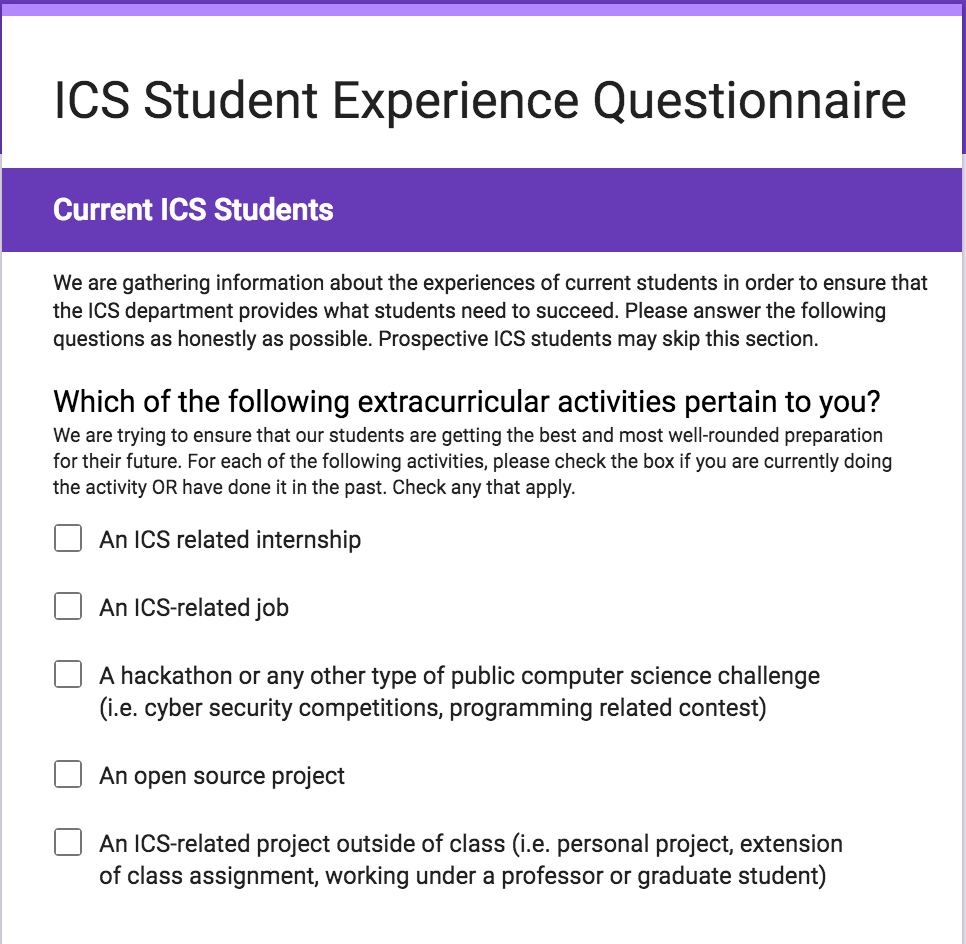 ICS Student Experience Questionnaire
Current ICS Students
We are gathering information about the experiences of current students in order to ensure that
the ICS department provides what students need to succeed. Please answer the following
questions as honestly as possible. Prospective ICS students may skip this section.
Which of the following extracurricular activities pertain to you?
We are trying to ensure that our students are getting the best and most well-rounded preparation
for their future. For each of the following activities, please check the box if you are currently doing
the activity OR have done it in the past. Check any that apply.
An ICS related internship
An ICS-related job
A hackathon or any other type of public computer science challenge
(i.e. cyber security competitions, programming related contest)
An open source project
An ICS-related project outside of class (i.e. personal project, extension
of class assignment, working under a professor or graduate student)